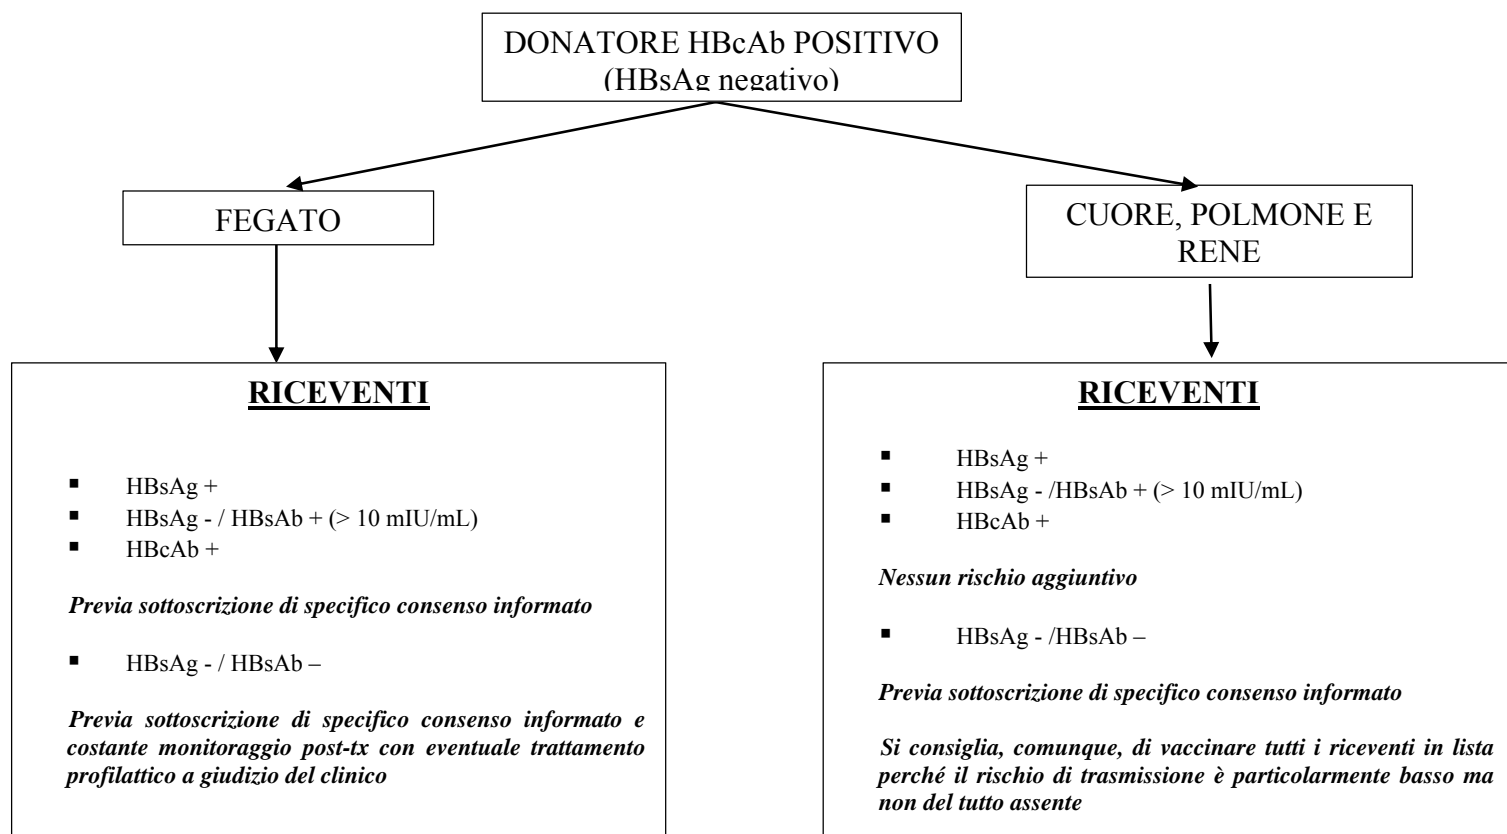 DONATORE HBcAb POSITIVO
(HBsAg negativo)
FEGATO
CUORE, POLMONE E
RENE
RICEVENTI
▪ HBsAg +
▪ HBsAg - / HBsAb + (> 10 mIU/mL)
▪ HBcAb +
Previa sottoscrizione di specifico consenso informato
▪ HBsAg - / HBsAb –
Previa sottoscrizione di specifico consenso informato e
costante monitoraggio post-tx con eventuale trattamento
profilattico a giudizio del clinico
RICEVENTI
▪ HBsAg +
▪ HBsAg - /HBsAb + (> 10 mIU/mL)
▪ HBcAb +
Nessun rischio aggiuntivo
▪ HBsAg - /HBsAb –
Previa sottoscrizione di specifico consenso informato
Si consiglia, comunque, di vaccinare tutti i riceventi in lista
perché il rischio di trasmissione è particolarmente basso ma
non del tutto assente